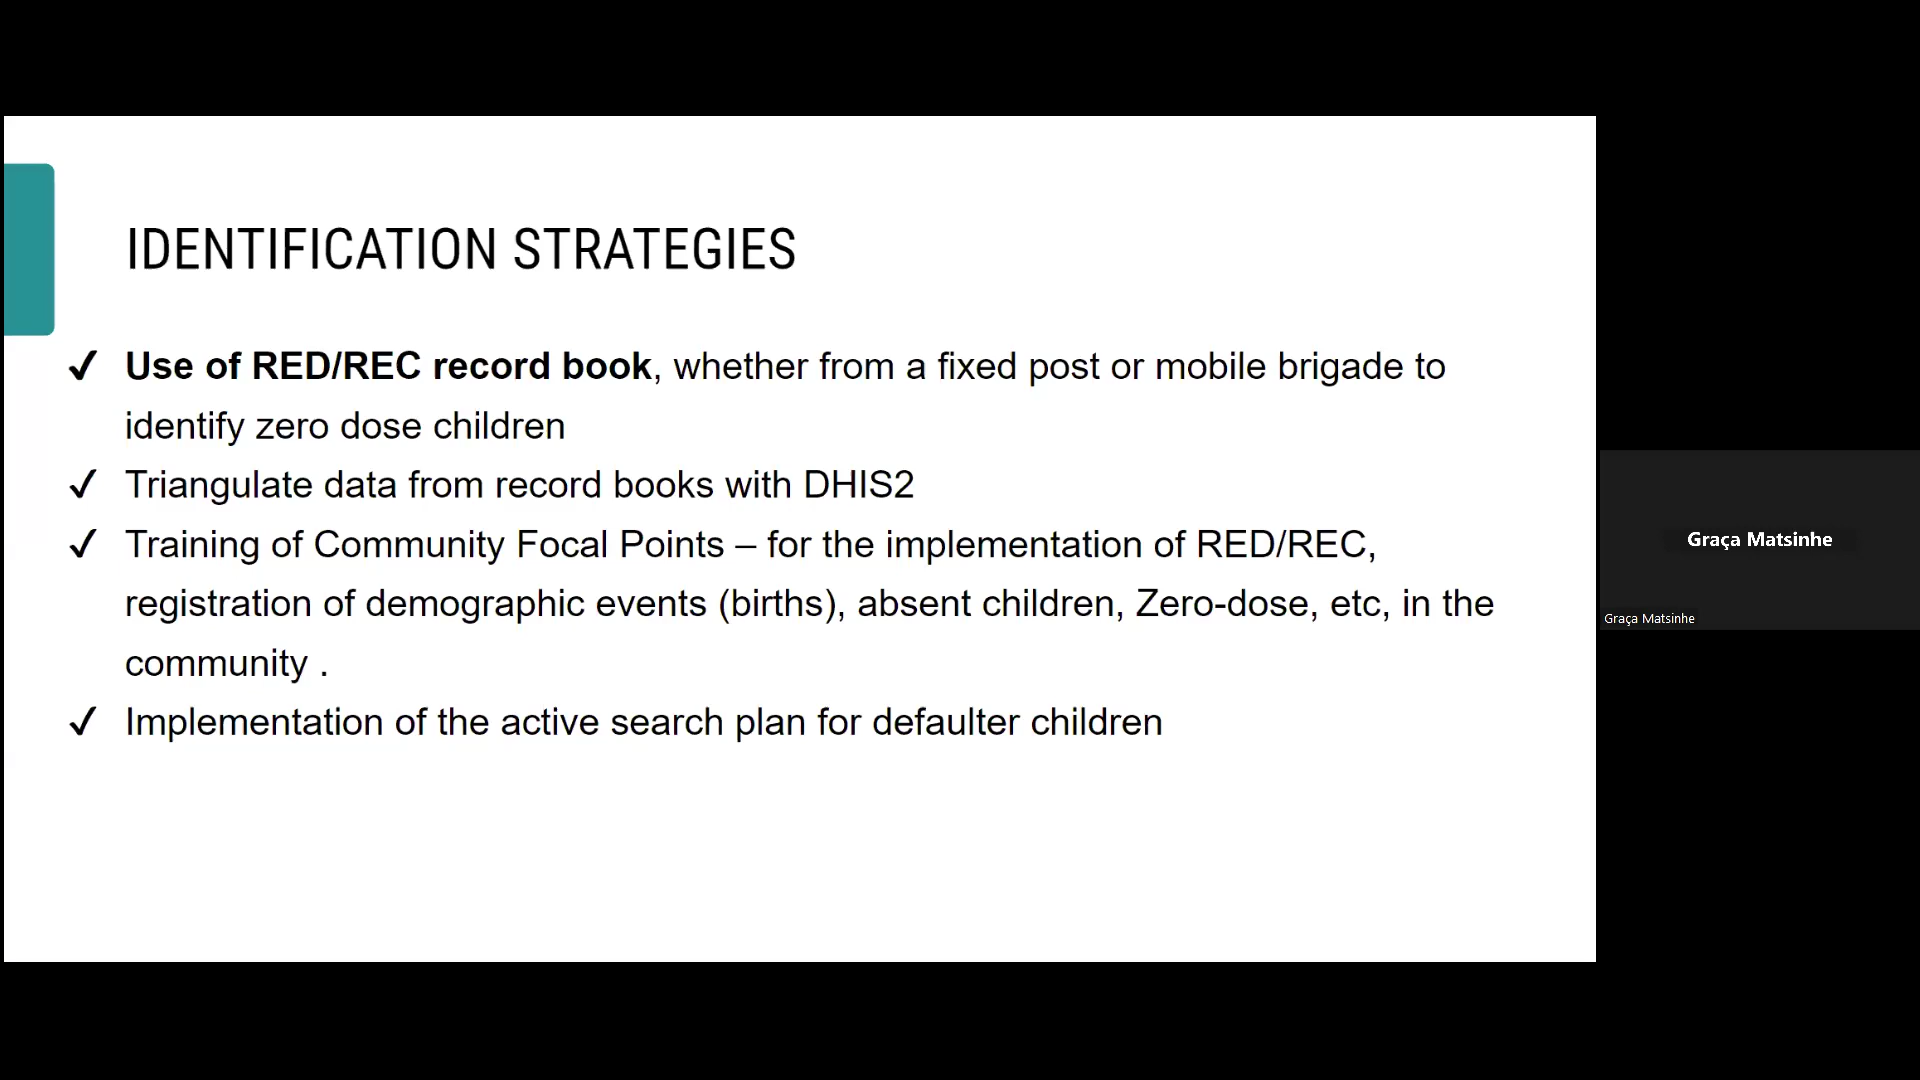 IDENTIFICATION STRATEGIES
✓ Use of RED/REC record book, whether from a fixed post or mobile brigade to
identify zero dose children
✓ Triangulate data from record books with DHIS2
✓ Training of Community Focal Points – for the implementation of RED/REC,
registration of demographic events (births), absent children, Zero-dose, etc, in the
community .
✓ Implementation of the active search plan for defaulter children
Graça Matsinhe
Graça Matsinhe